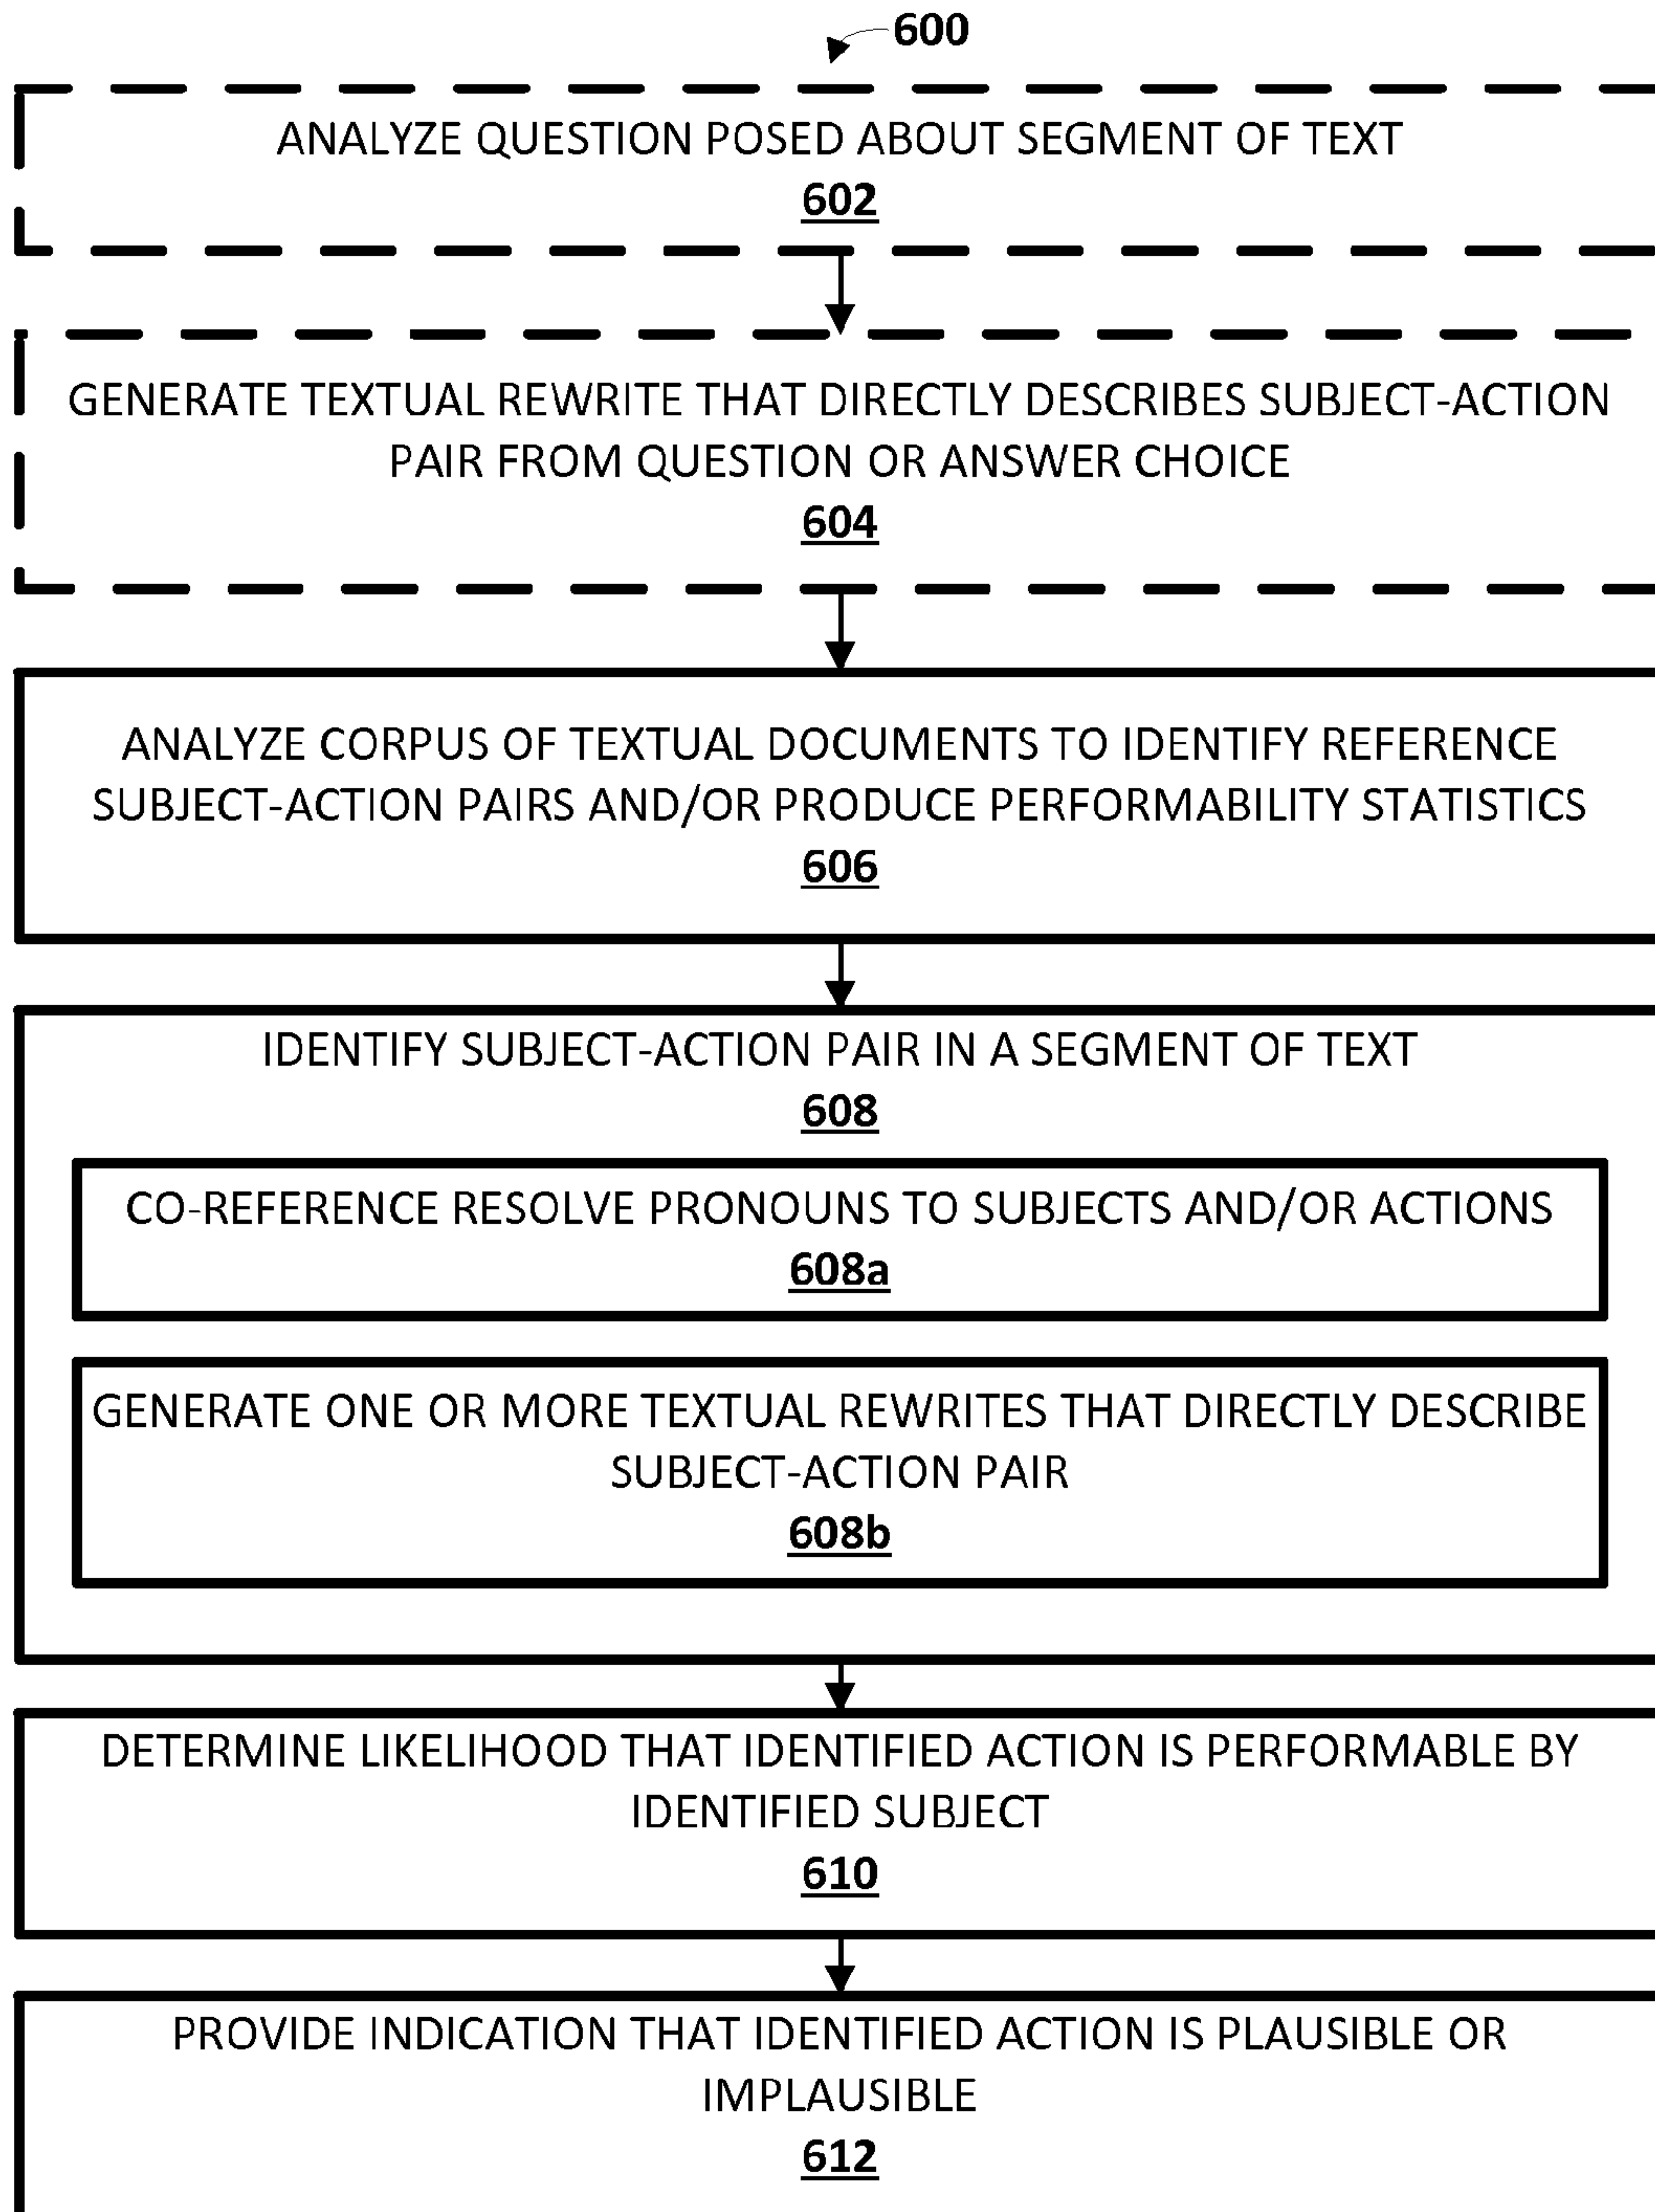 600
ANALYZE QUESTION POSED ABOUT SEGMENT OF TEXT
602
GENERATE TEXTUAL REWRITE THAT DIRECTLY DESCRIBES SUBJECT-ACTION
PAIR FROM QUESTION OR ANSWER CHOICE
604
ANALYZE CORPUS OF TEXTUAL DOCUMENTS TO IDENTIFY REFERENCE
SUBJECT-ACTION PAIRS AND/OR PRODUCE PERFORMABILITY STATISTICS
606
IDENTIFY SUBJECT-ACTION PAIR IN A SEGMENT OF TEXT
608
CO-REFERENCE RESOLVE PRONOUNS TO SUBJECTS AND/OR ACTIONS
608a
GENERATE ONE OR MORE TEXTUAL REWRITES THAT DIRECTLY DESCRIBE
SUBJECT-ACTION PAIR
608b
DETERMINE LIKELIHOOD THAT IDENTIFIED ACTION IS PERFORMABLE BY
IDENTIFIED SUBJECT
610
PROVIDE INDICATION THAT IDENTIFIED ACTION IS PLAUSIBLE OR
IMPLAUSIBLE
612